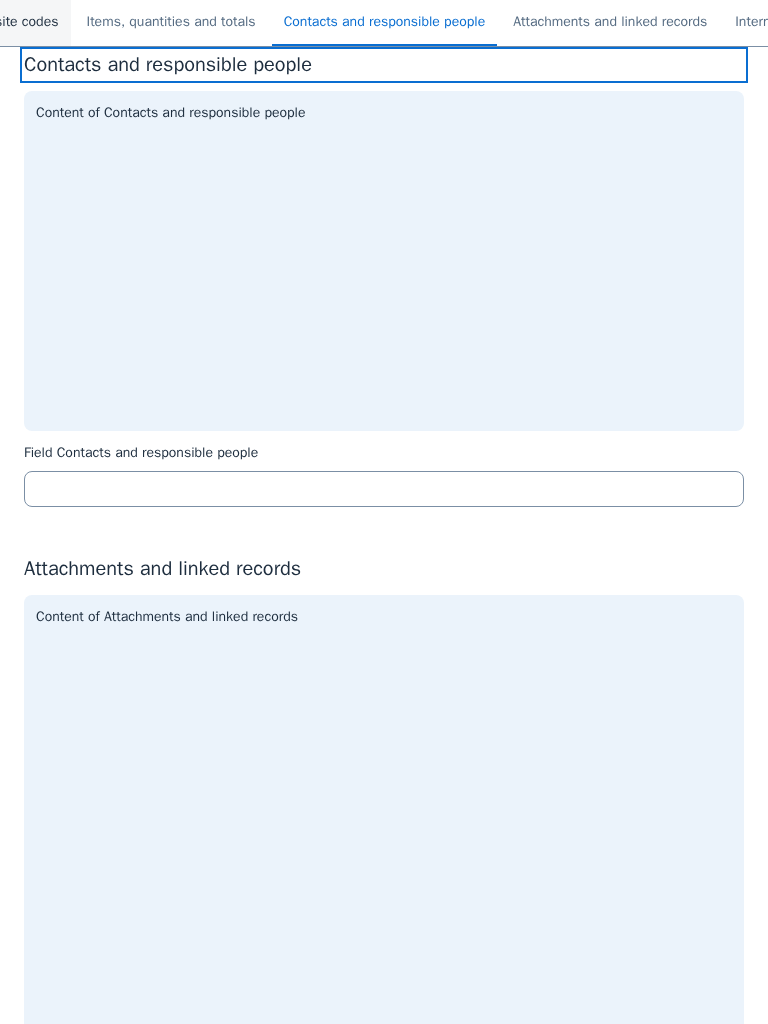 site codes
Items, quantities and totals
Contacts and responsible people
Attachments and linked records
Contacts and responsible people
Content of Contacts and responsible people
Field Contacts and responsible people
Attachments and linked records
Content of Attachments and linked records